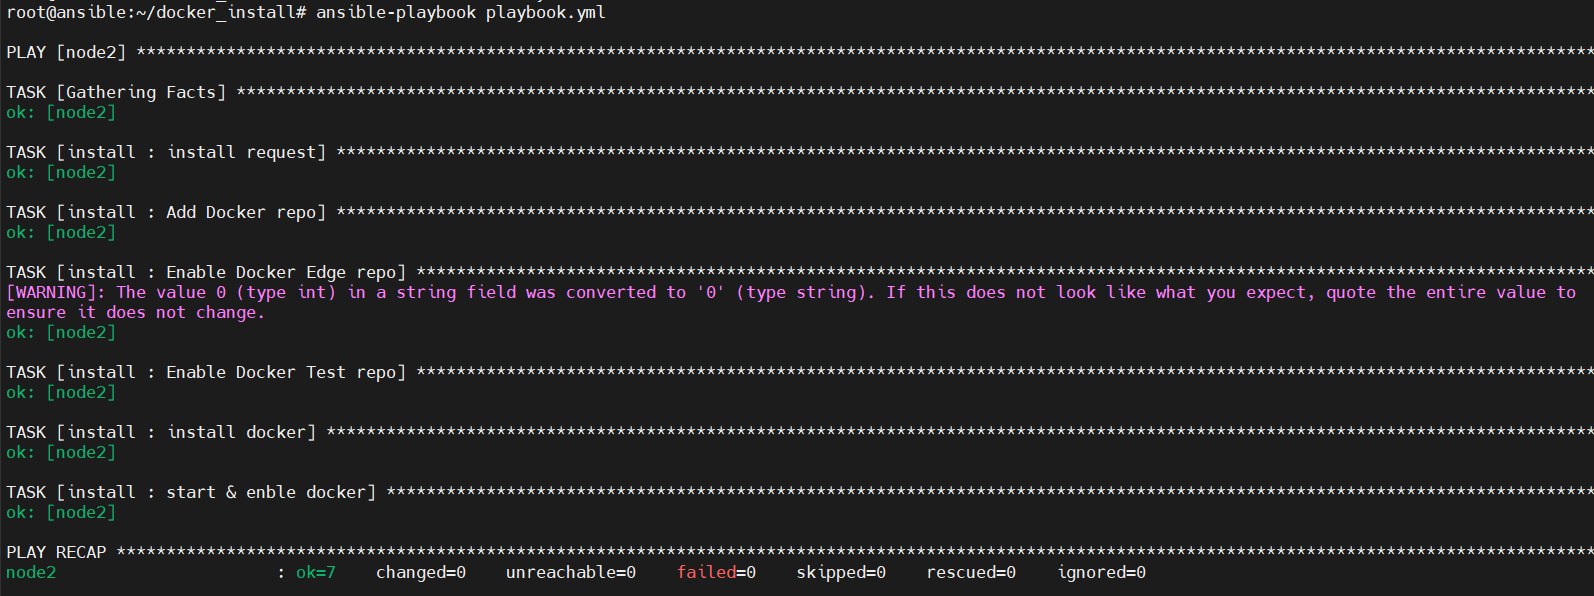 root@ansible:~/docker_install# ansible-playbook playbook.yml
PLAY [node2] **************************************************************************************************************************************************
TASK [Gathering Facts] ****************************************************************************************************************************************
ok: [node2]
TASK [install : install request] ******************************************************************************************************************************
ok: [node2]
TASK [install : Add Docker repo] ******************************************************************************************************************************
ok: [node2]
TASK [install : Enable Docker Edge repo] **********************************************************************************************************************
[WARNING]: The value 0 (type int) in a string field was converted to '0' (type string). If this does not look like what you expect, quote the entire value to
ensure it does not change.
ok: [node2]
TASK [install : Enable Docker Test repo] **********************************************************************************************************************
ok: [node2]
TASK [install : install docker] *******************************************************************************************************************************
ok: [node2]
TASK [install : start & enble docker] *************************************************************************************************************************
ok: [node2]
PLAY RECAP ****************************************************************************************************************************************************
node2 : ok=7 changed=0 unreachable=0 failed=0 skipped=0 rescued=0 ignored=0